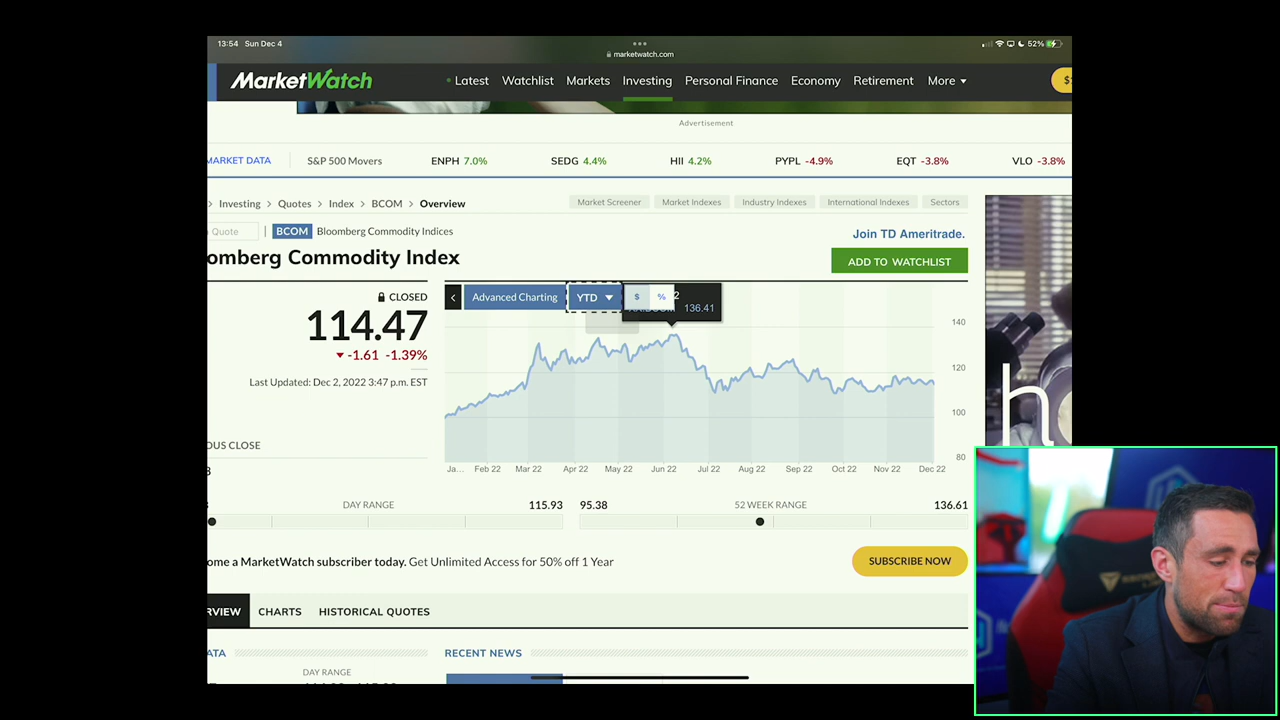 13:54 Sun Dec 4
marketwatch.com
52%
MarketWatch
Latest Watchlist Markets Investing Personal Finance Economy Retirement More
Advertisement
MARKET DATA S&P 500 Movers ENPH 7.0% SEDG 4.4% HII 4.2% PYPL -4.9% EQT -3.8% VLO -3.8%
Investing > Quotes > Index > BCOM > Overview
Market Screener Market Indexes Industry Indexes International Indexes Sectors
Quote | BCOM Bloomberg Commodity Indices
Join TD Ameritrade.
omberg Commodity Index
ADD TO WATCHLIST
CLOSED
114.47
-1.61 -1.39%
Last Updated: Dec 2, 2022 3:47 p.m. EST
Advanced Charting YTD $ % 2
136.41
140
120
100
80
Ja... Feb 22 Mar 22 Apr 22 May 22 Jun 22 Jul 22 Aug 22 Sep 22 Oct 22 Nov 22 Dec 22
OUS CLOSE
DAY RANGE 115.93
95.38 52 WEEK RANGE 136.61
ome a MarketWatch subscriber today. Get Unlimited Access for 50% off 1 Year
SUBSCRIBE NOW
RVIEW CHARTS HISTORICAL QUOTES
ATA
RECENT NEWS
DAY RANGE